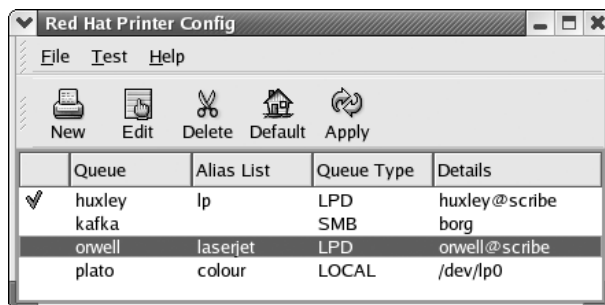 Red Hat Printer Config
File Test Help
New Edit Delete Default Apply
Queue Alias List Queue Type Details
huxley lp LPD huxley@scribe
kafka SMB borg
orwell laserjet LPD orwell@scribe
plato colour LOCAL /dev/lp0